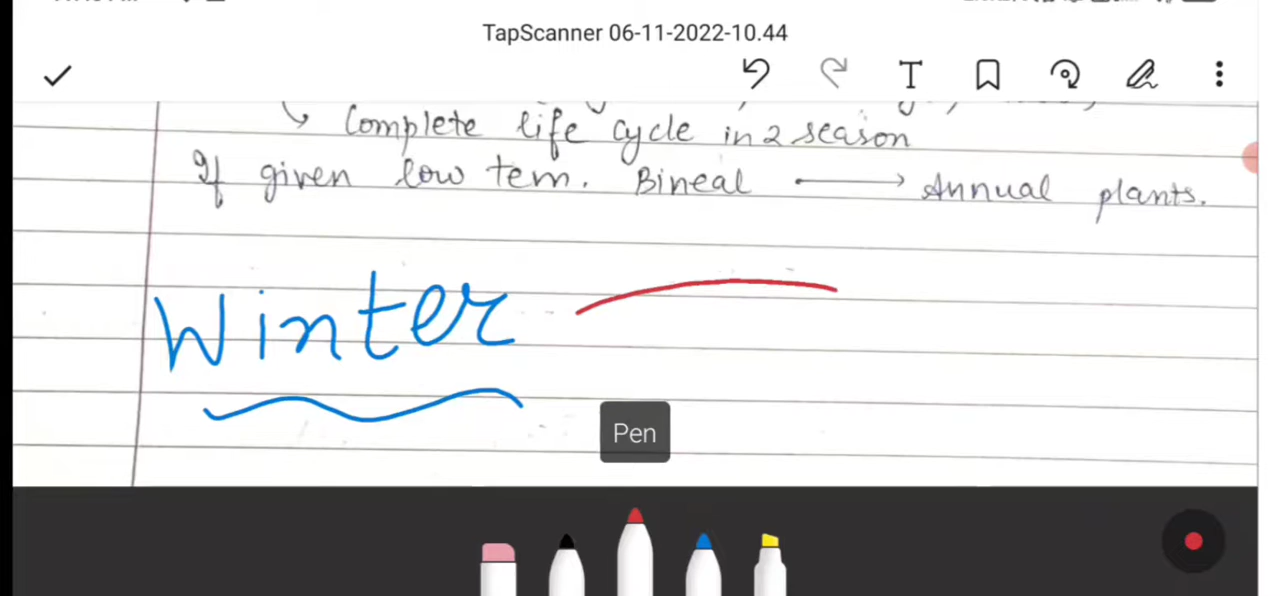 TapScanner 06-11-2022-10.44
T
↳ Complete life cycle in 2 season
If given low tem. Bineal ⟶ Annual plants.
Winter
Pen